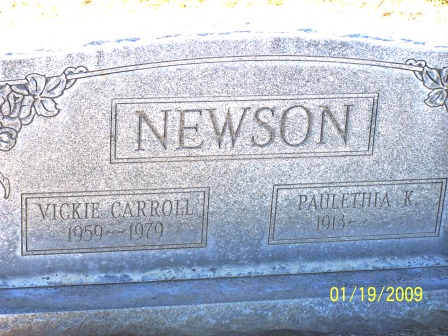 NEWSON
VICKIE CARROLL
1959 — 1979
PAULETHIA K.
1913 —
01/19/2009